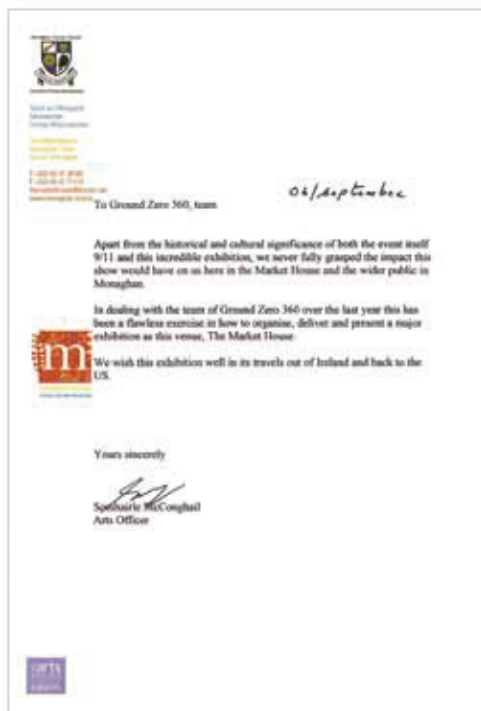 06/september
To Ground Zero 360, team
Apart from the historical and cultural significance of both the event itself
9/11 and this incredible exhibition, we never fully grasped the impact this
show would have on us here in the Market House and the wider public in
Monaghan.
In dealing with the team of Ground Zero 360 over the last year this has
been a flawless exercise in how to organise, deliver and present a major
exhibition as this venue, The Market House.
We wish this exhibition well in its travels out of Ireland and back to the
US.
m
Yours sincerely
McConghail
Arts Officer
arts